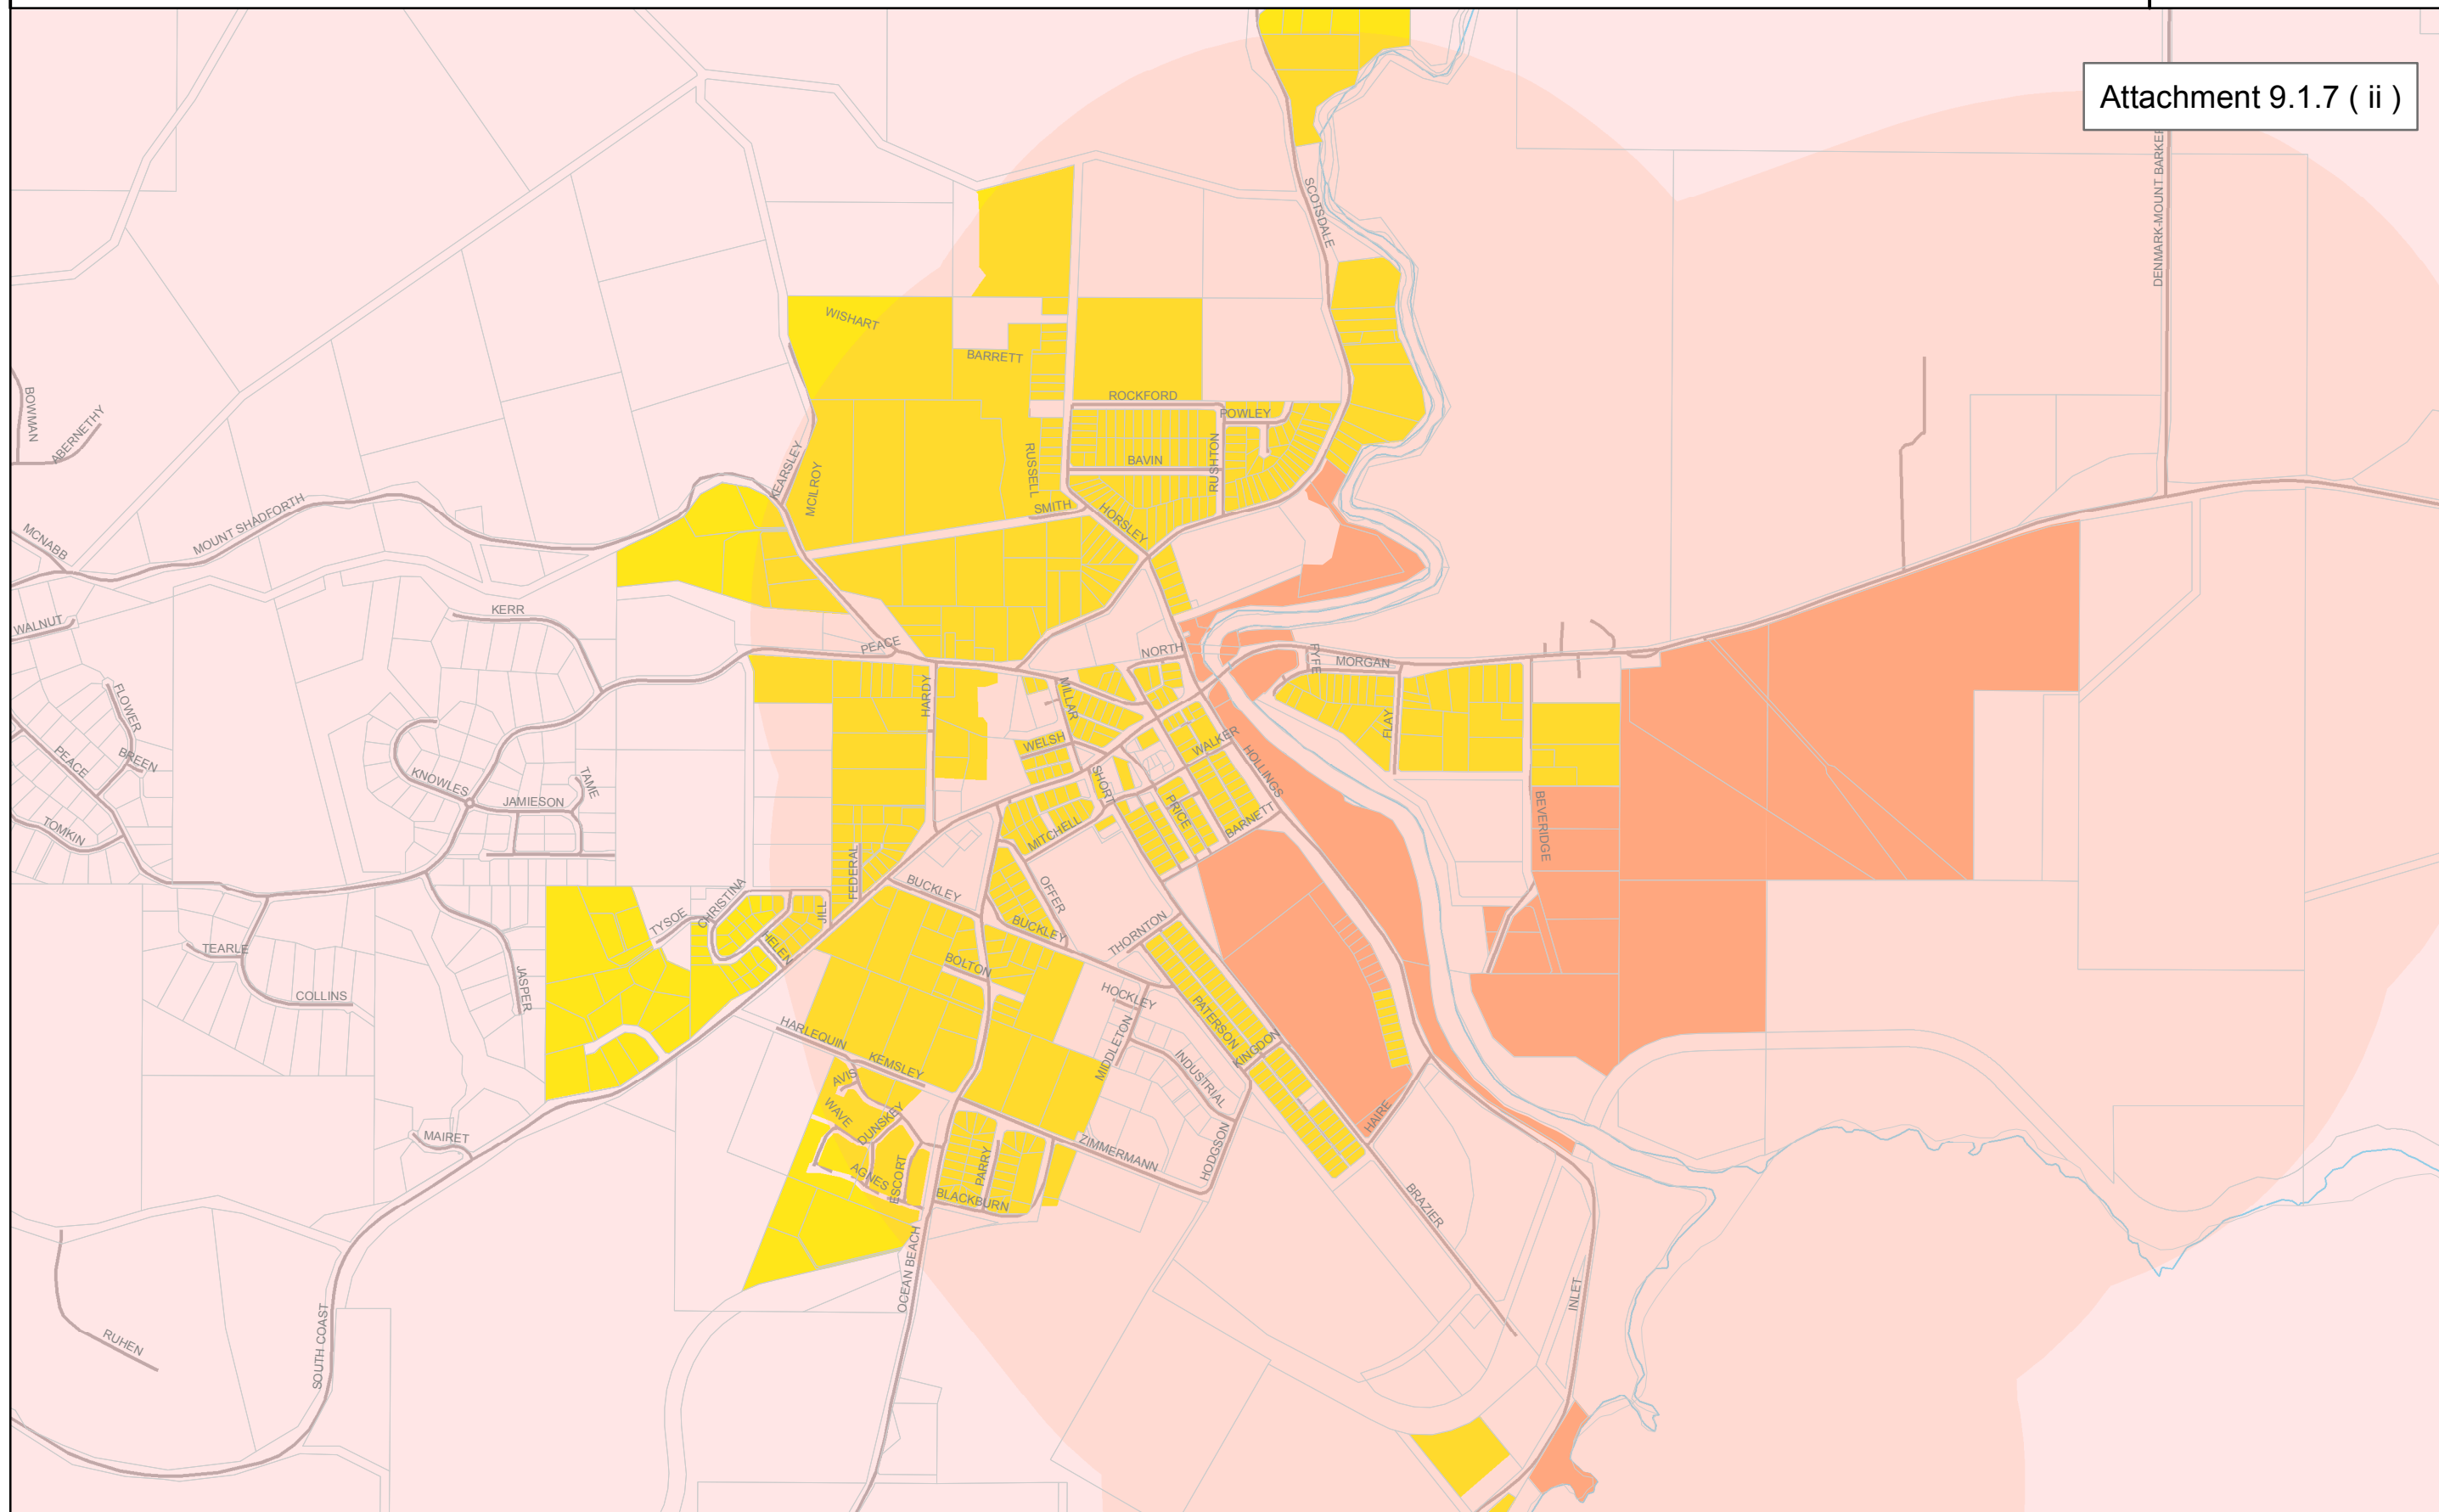 Attachment 9.1.7 ( ii )
DENMARK-MOUNT BARKER
SCOTSDALE
WISHART
BARRETT
BOWMAN
ABERNETHY
ROCKFORD
POWLEY
KEARSLEY
MCILROY
RUSSELL
BAVIN
RUSHTON
MOUNT SHADFORTH
SMITH
HORSLEY
MCNABB
WALNUT
KERR
PEACE
NORTH
FYFE
MORGAN
FLOWER
HARDY
MILLAR
FLAY
PEACE
BREEN
WELSH
WALKER
HOLLINGS
KNOWLES
JAMIESON
TAME
SHORT
PRICE
BARNETT
BEVERIDGE
TOMKIN
MITCHELL
FEDERAL
BUCKLEY
OFFER
CHRISTINA
TYSOE
JILL
HELEN
BUCKLEY
THORNTON
TEARLE
BOLTON
JASPER
COLLINS
HOCKLEY
PATERSON
HARLEQUIN
MIDDLETON
KINGDON
KEMSLEY
AVIS
INDUSTRIAL
WAVE
DUNSKEY
HAIRE
MAIRET
ZIMMERMANN
HODGSON
AGNES
ESCORT
PARRY
BLACKBURN
BRAZIER
OCEAN BEACH
INLET
SOUTH COAST
RUHEN